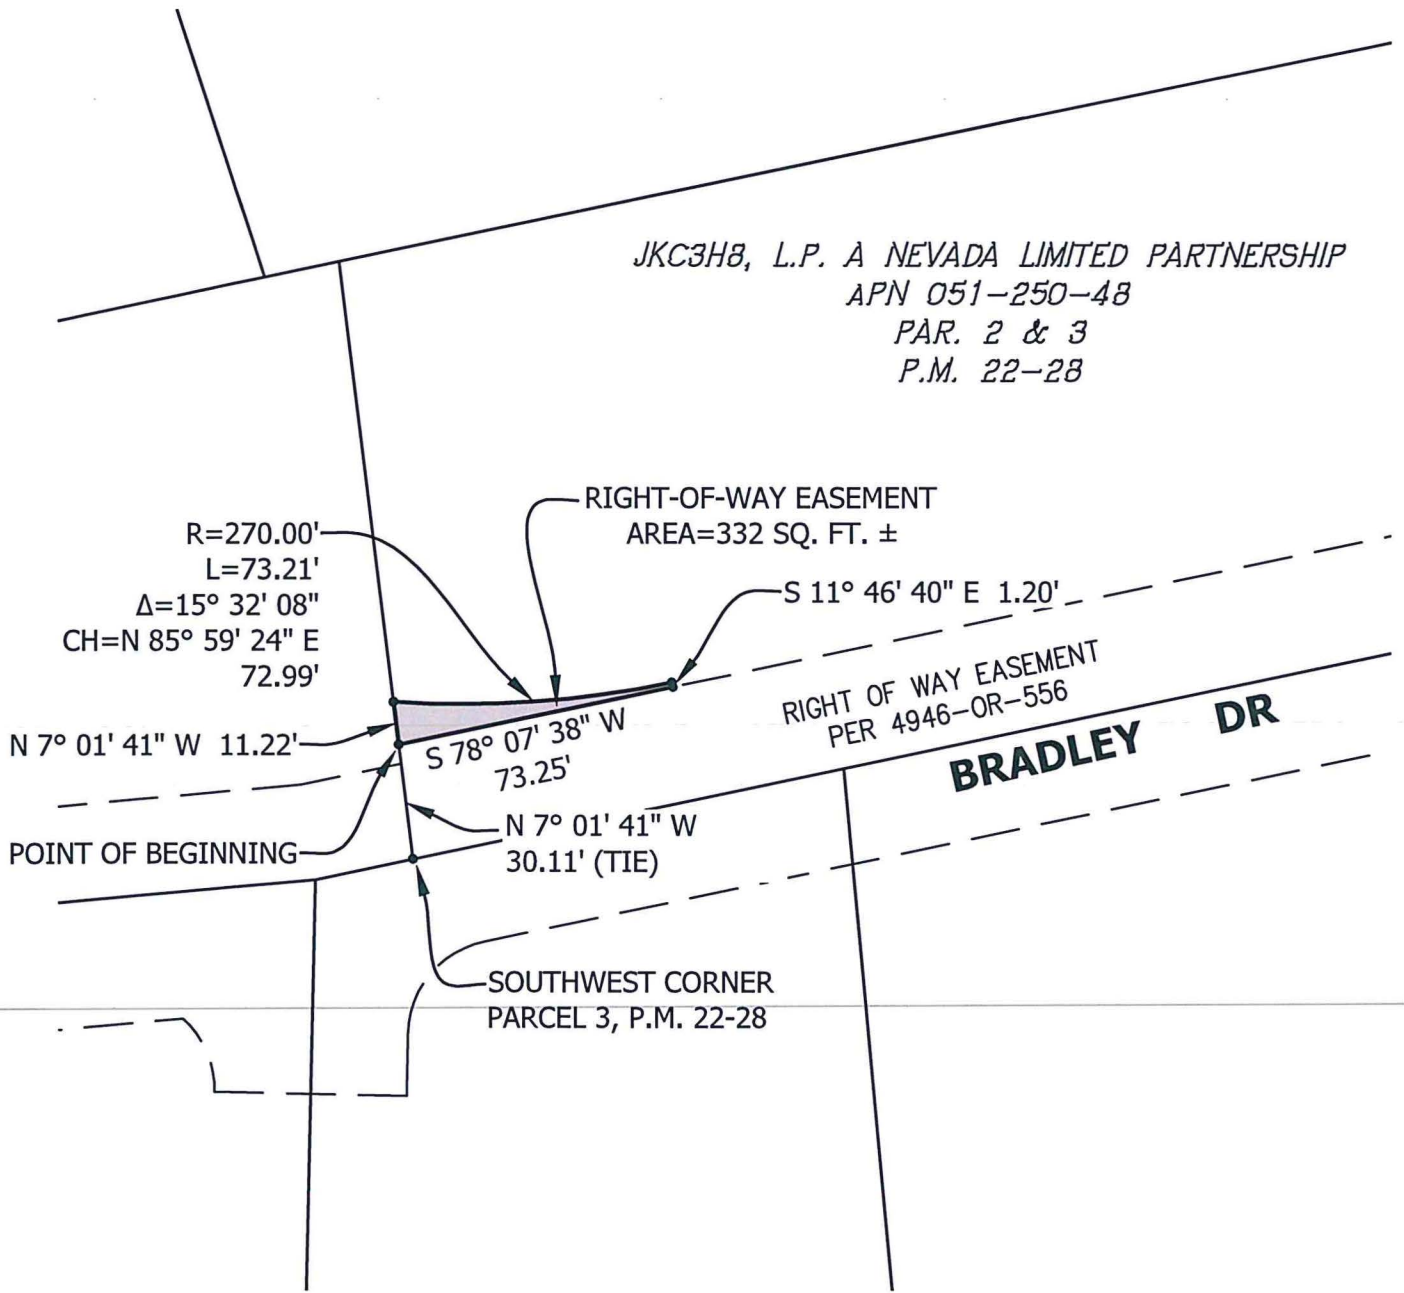 JKC3H8, L.P. A NEVADA LIMITED PARTNERSHIP
APN 051-250-48
PAR. 2 & 3
P.M. 22-28
RIGHT-OF-WAY EASEMENT
AREA=332 SQ. FT. ±
R=270.00'
L=73.21'
Δ=15° 32' 08"
CH=N 85° 59' 24" E
72.99'
S 11° 46' 40" E 1.20'
RIGHT OF WAY EASEMENT
PER 4946-OR-556
BRADLEY DR
N 7° 01' 41" W 11.22'
S 78° 07' 38" W
73.25'
POINT OF BEGINNING
N 7° 01' 41" W
30.11' (TIE)
SOUTHWEST CORNER
PARCEL 3, P.M. 22-28